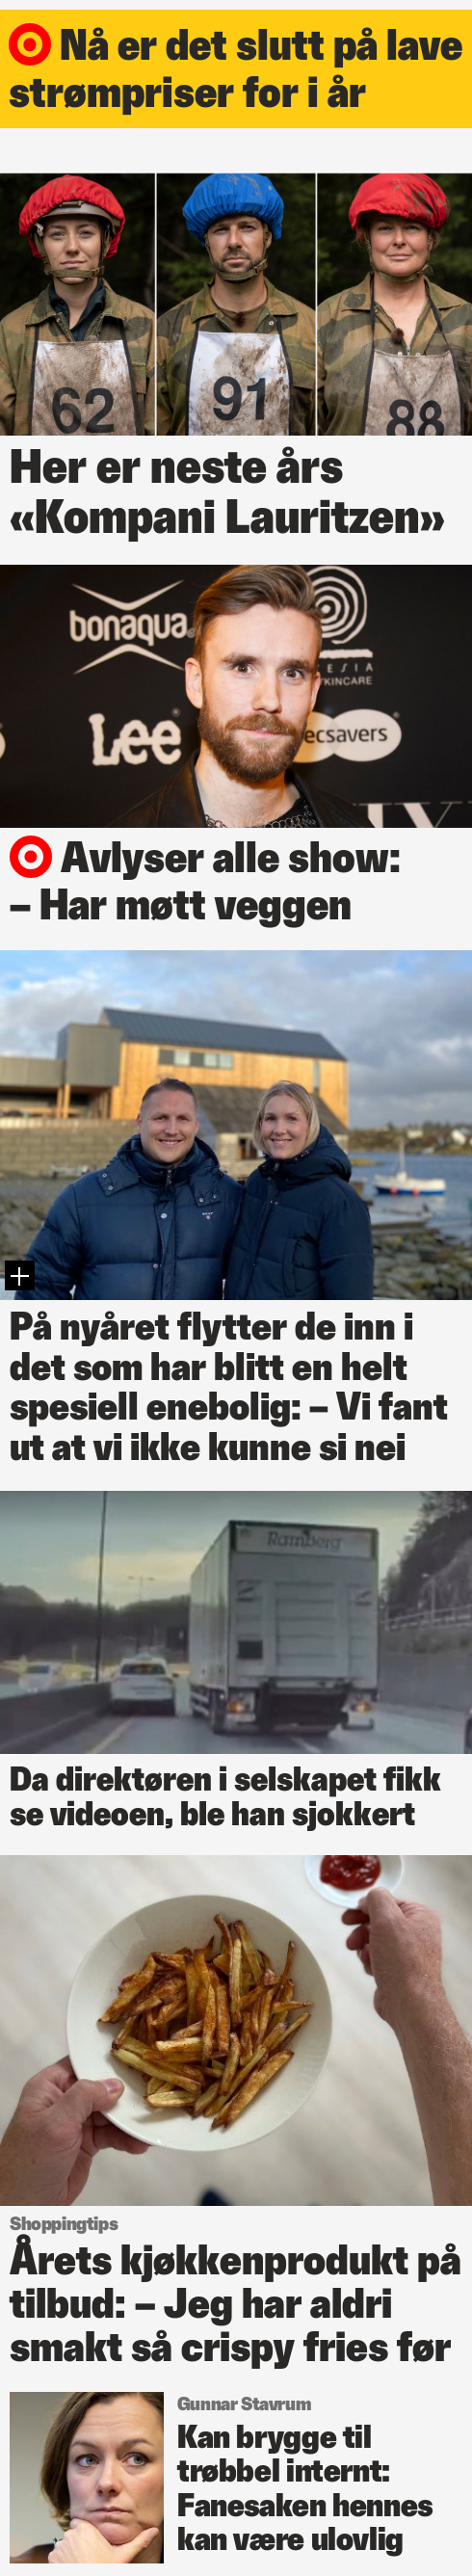 Nå er det slutt på lave
strømpriser for i år
62
91
88
Her er neste års
«Kompani Lauritzen»
bonaqua
ESIA
KINCARE
Lee
ecsavers
Avlyser alle show:
– Har møtt veggen
På nyåret flytter de inn i
det som har blitt en helt
spesiell enebolig: – Vi fant
ut at vi ikke kunne si nei
Ramberg
Da direktøren i selskapet fikk
se videoen, ble han sjokkert
Shoppingtips
Årets kjøkkenprodukt på
tilbud: – Jeg har aldri
smakt så crispy fries før
Gunnar Stavrum
Kan brygge til
trøbbel internt:
Fanesaken hennes
kan være ulovlig